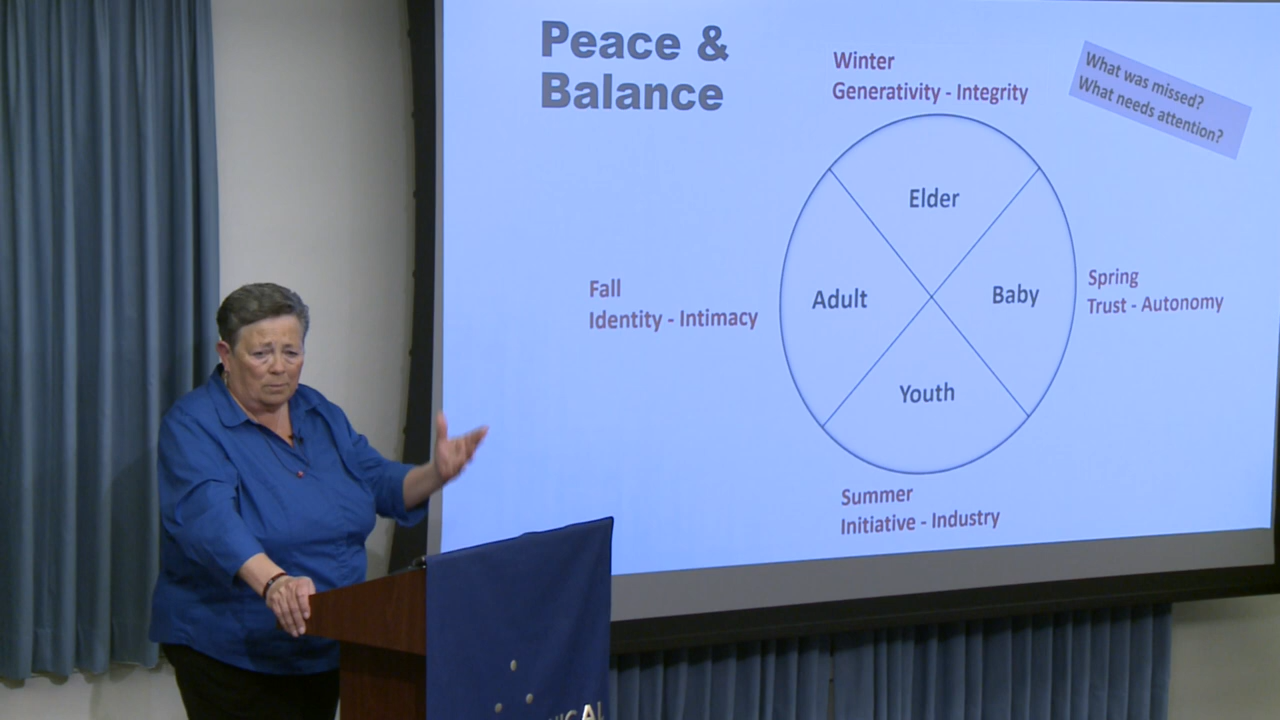 Peace &
Balance
Winter
Generativity - Integrity
What was missed?
What needs attention?
Elder
Fall
Identity - Intimacy
Adult
Baby
Spring
Trust - Autonomy
Youth
Summer
Initiative - Industry